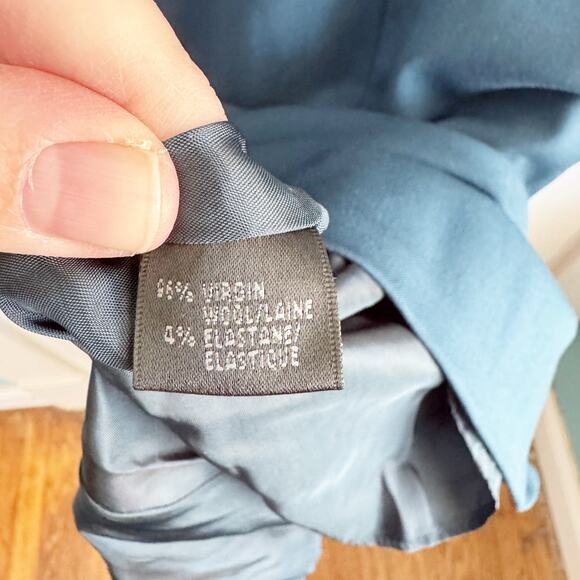 96% VIRGIN
WOOL/LAINE
4% ELASTANE/
ELASTIQUE